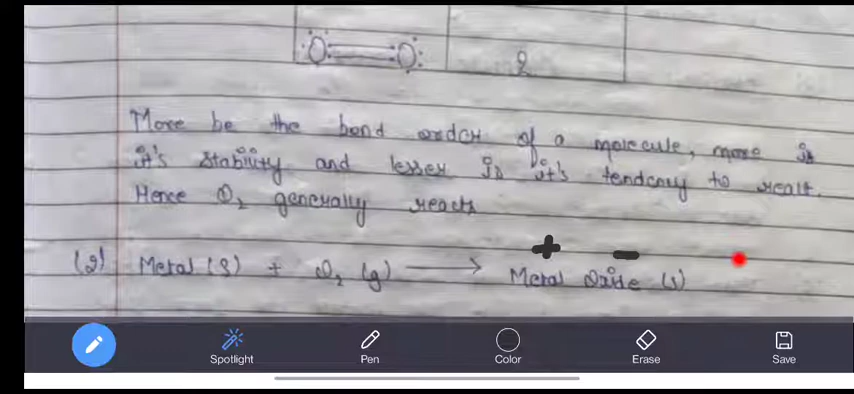 :O=O:
2
More be the bond order of a molecule, more is
it's stability and lesser is it's tendency to react.
Hence O2 generally reacts
+ −
(2) Metal (s) + O2 (g) → Metal Oxide (s)
Spotlight Pen Color Erase Save